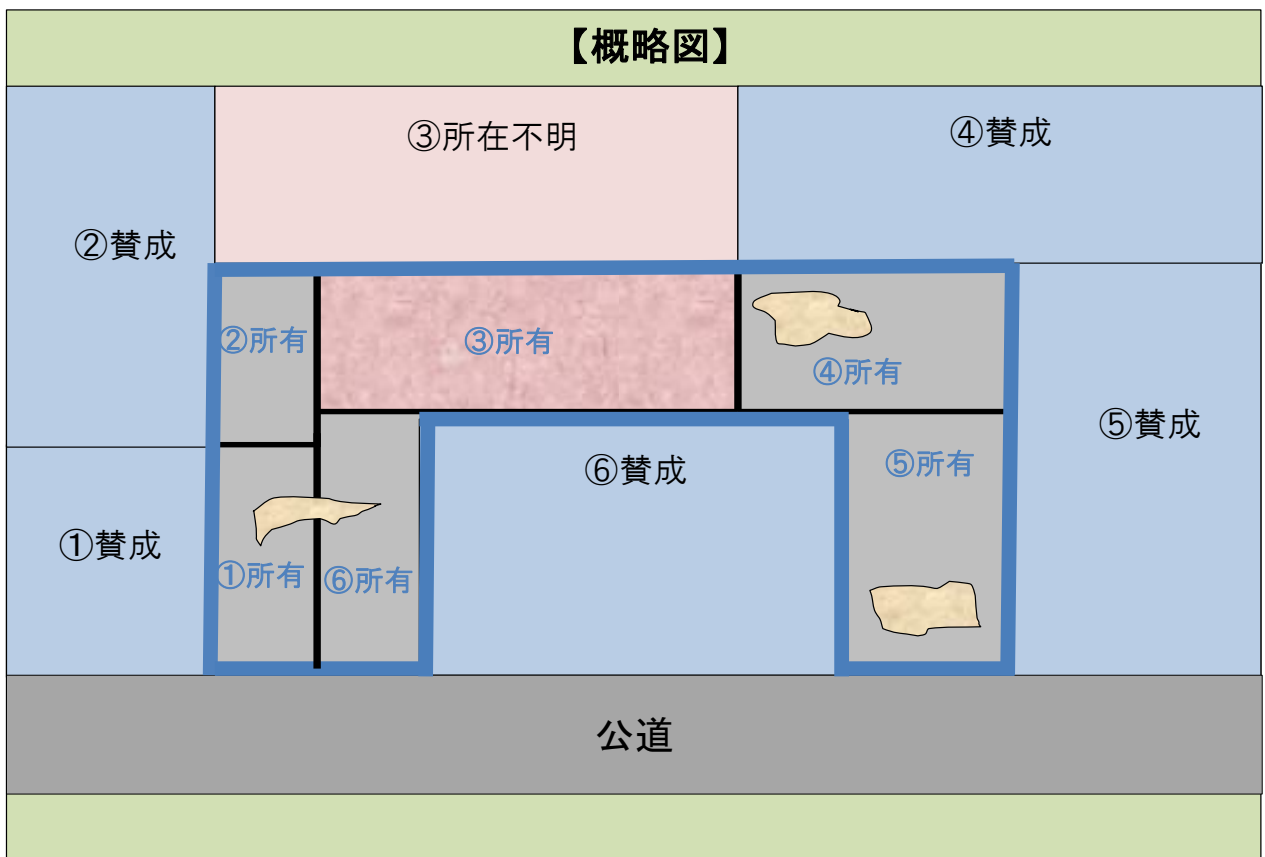 【概略図】
③所在不明
④賛成
②賛成
②所有
③所有
④所有
⑤賛成
⑥賛成
⑤所有
①賛成
①所有
⑥所有
公道